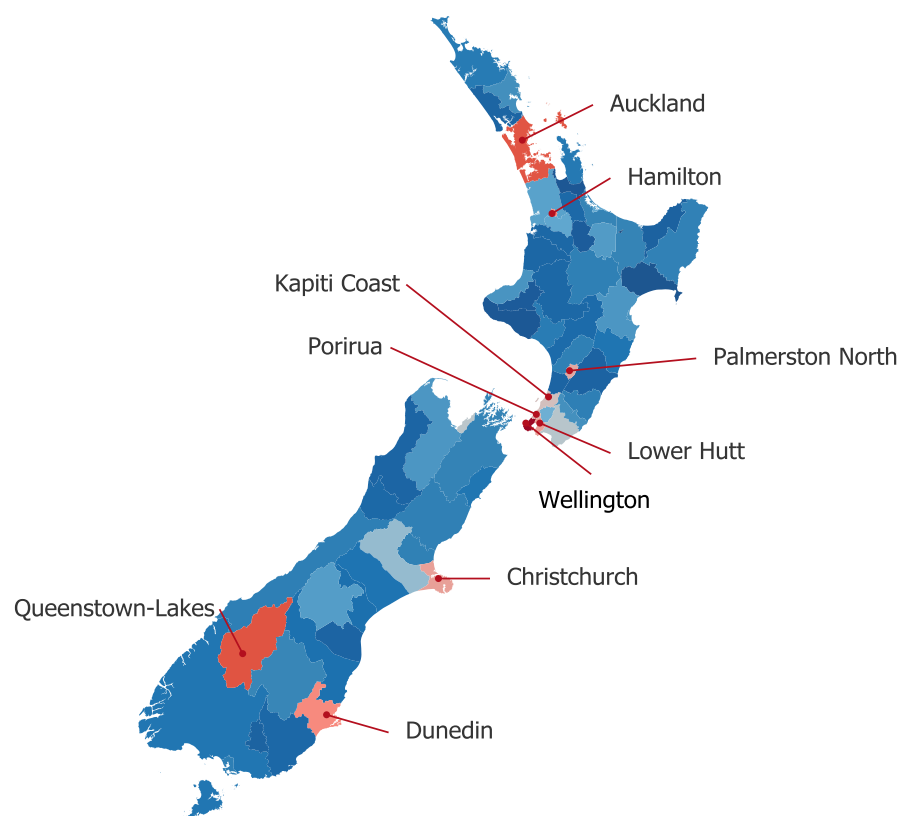 Auckland
Hamilton
Kapiti Coast
Porirua
Palmerston North
Lower Hutt
Wellington
Christchurch
Queenstown-Lakes
Dunedin